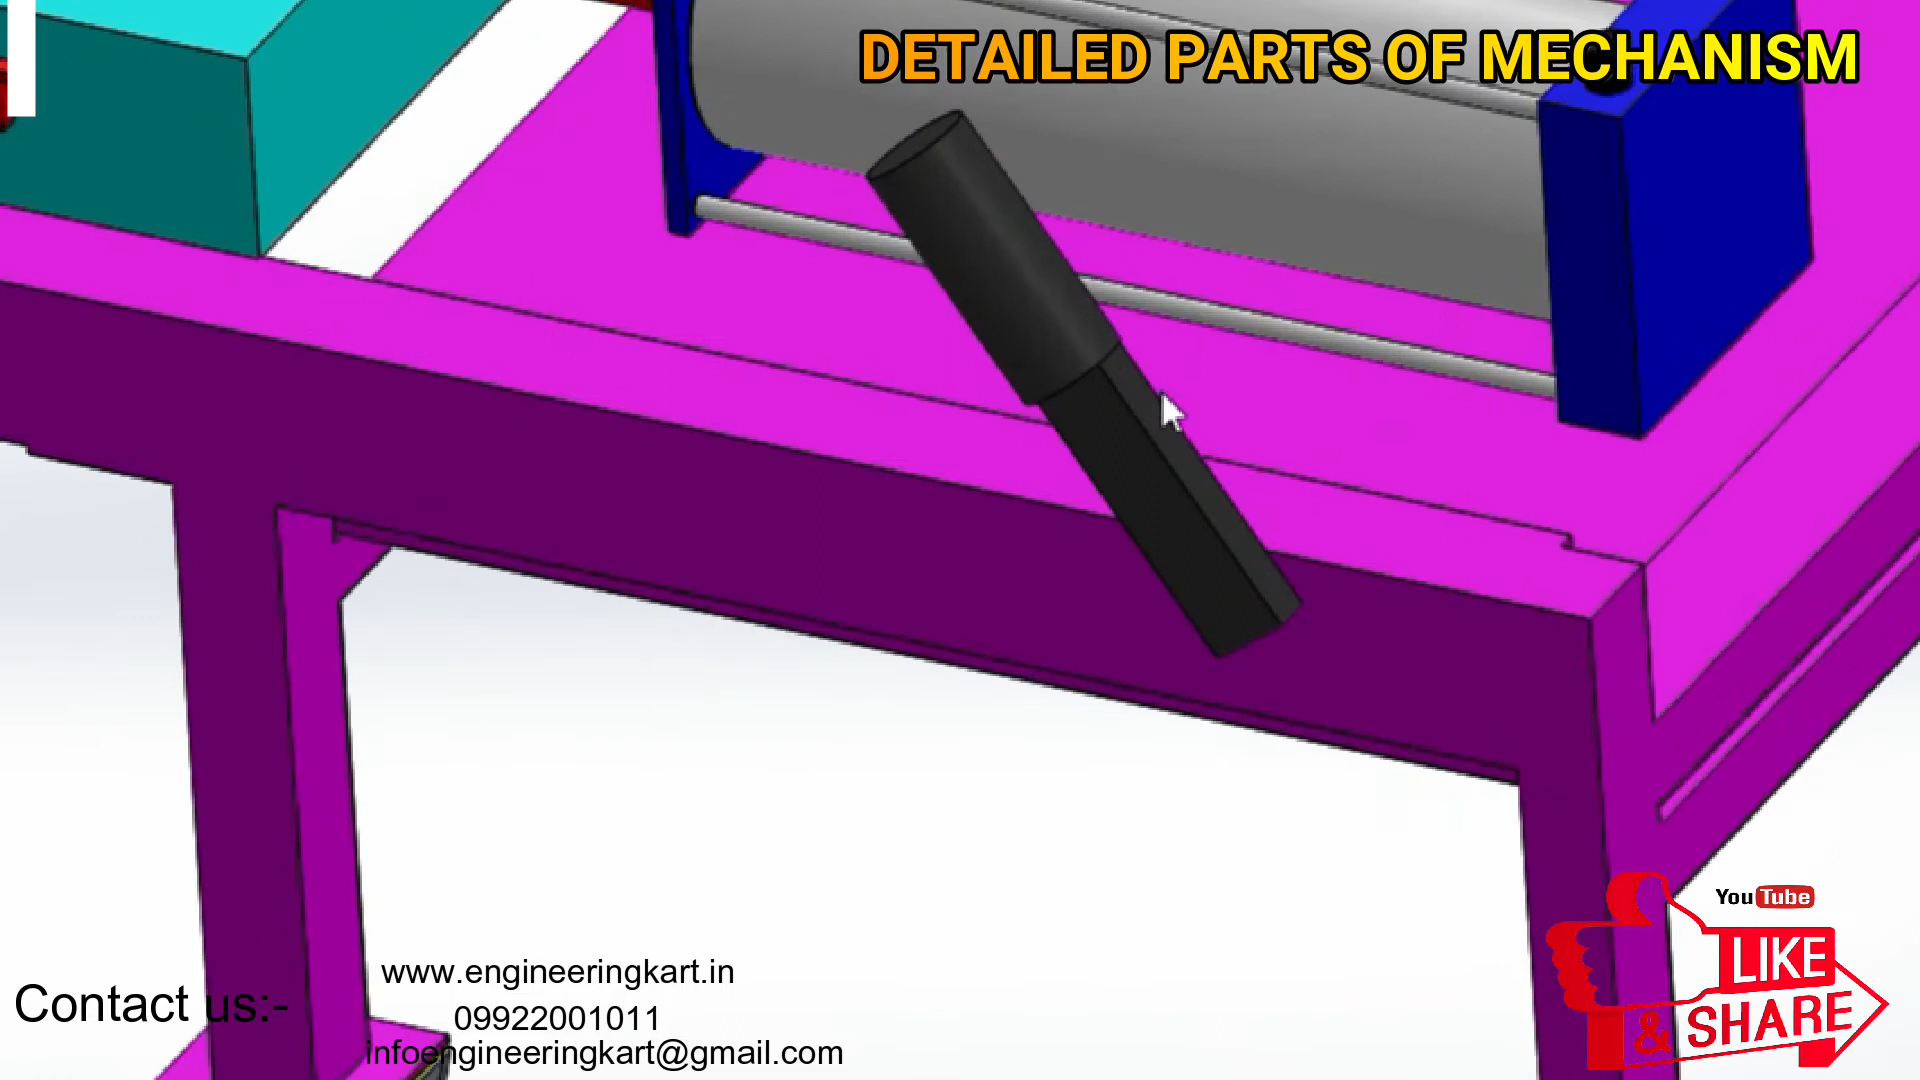 DETAILED PARTS OF MECHANISM
YouTube
LIKE
& SHARE
www.engineeringkart.in
Contact us:-
09922001011
infoengineeringkart@gmail.com